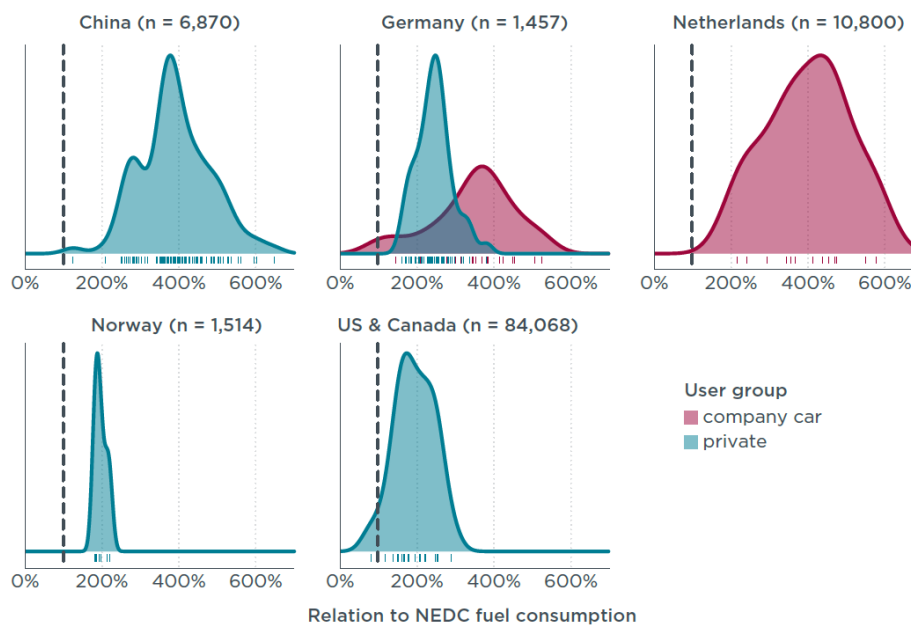 China (n = 6,870)
Germany (n = 1,457)
Netherlands (n = 10,800)
0% 200% 400% 600%
0% 200% 400% 600%
0% 200% 400% 600%
Norway (n = 1,514)
US & Canada (n = 84,068)
User group
company car
private
0% 200% 400% 600%
0% 200% 400% 600%
Relation to NEDC fuel consumption